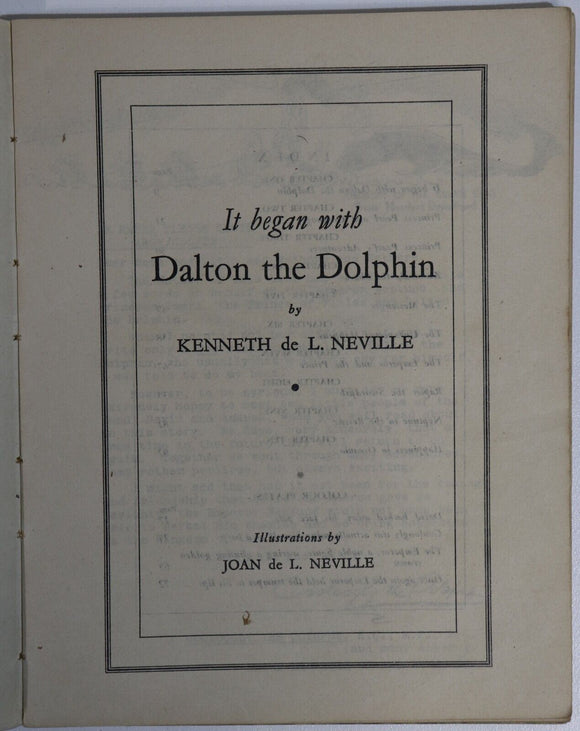 It began with
Dalton the Dolphin
by
KENNETH de L. NEVILLE
Illustrations by
JOAN de L. NEVILLE